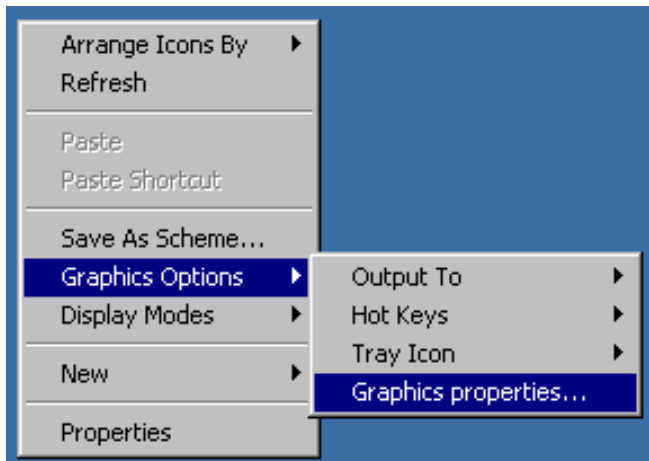 Arrange Icons By
Refresh
Paste
Paste Shortcut
Save As Scheme...
Graphics Options
Display Modes
New
Properties
Output To
Hot Keys
Tray Icon
Graphics properties...